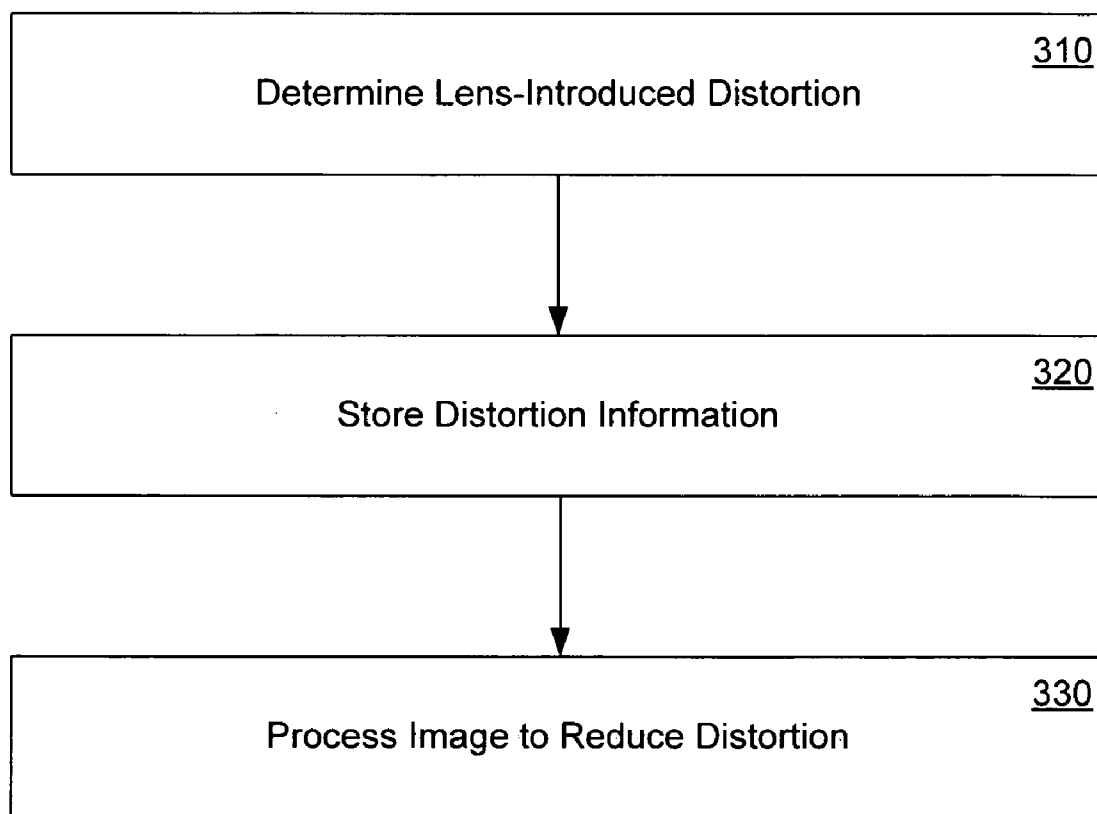 310
Determine Lens-Introduced Distortion
320
Store Distortion Information
330
Process Image to Reduce Distortion